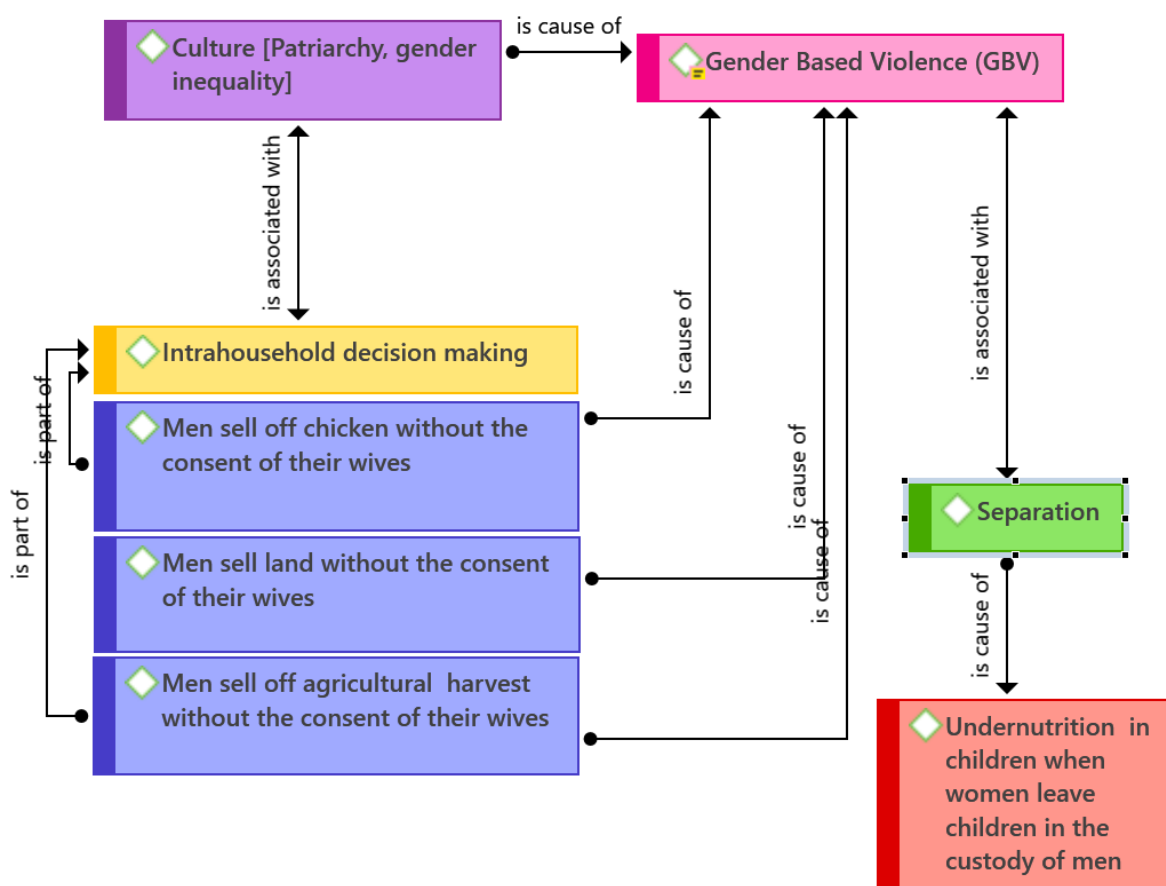 is cause of
Culture [Patriarchy, gender
inequality]
Gender Based Violence (GBV)
is associated with
is associated with
is cause of
Intrahousehold decision making
is part of
Men sell off chicken without the
consent of their wives
is cause of
is part of
Separation
is cause of
Men sell land without the consent
of their wives
is cause of
Men sell off agricultural  harvest
without the consent of their wives
Undernutrition  in
children when
women leave
children in the
custody of men